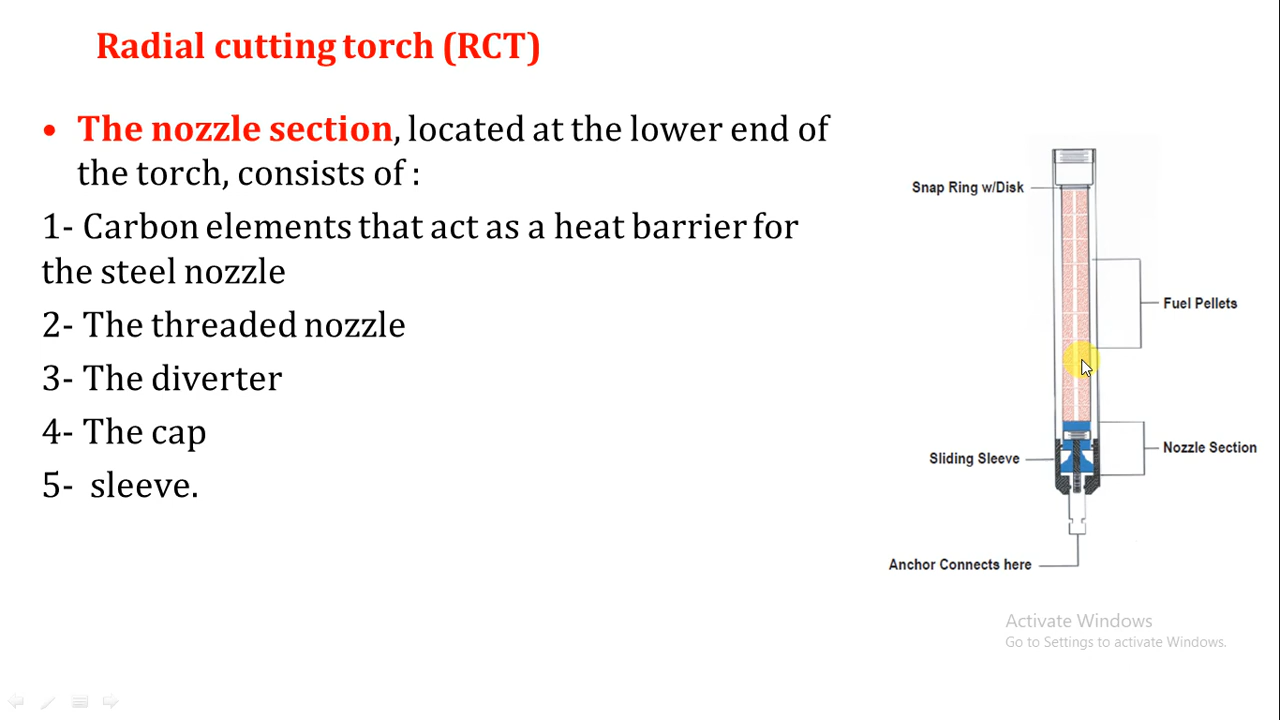 Radial cutting torch (RCT)
• The nozzle section, located at the lower end of
the torch, consists of :
1- Carbon elements that act as a heat barrier for
the steel nozzle
2- The threaded nozzle
3- The diverter
4- The cap
5- sleeve.
Snap Ring w/Disk
Fuel Pellets
Nozzle Section
Sliding Sleeve
Anchor Connects here
Activate Windows
Go to Settings to activate Windows.